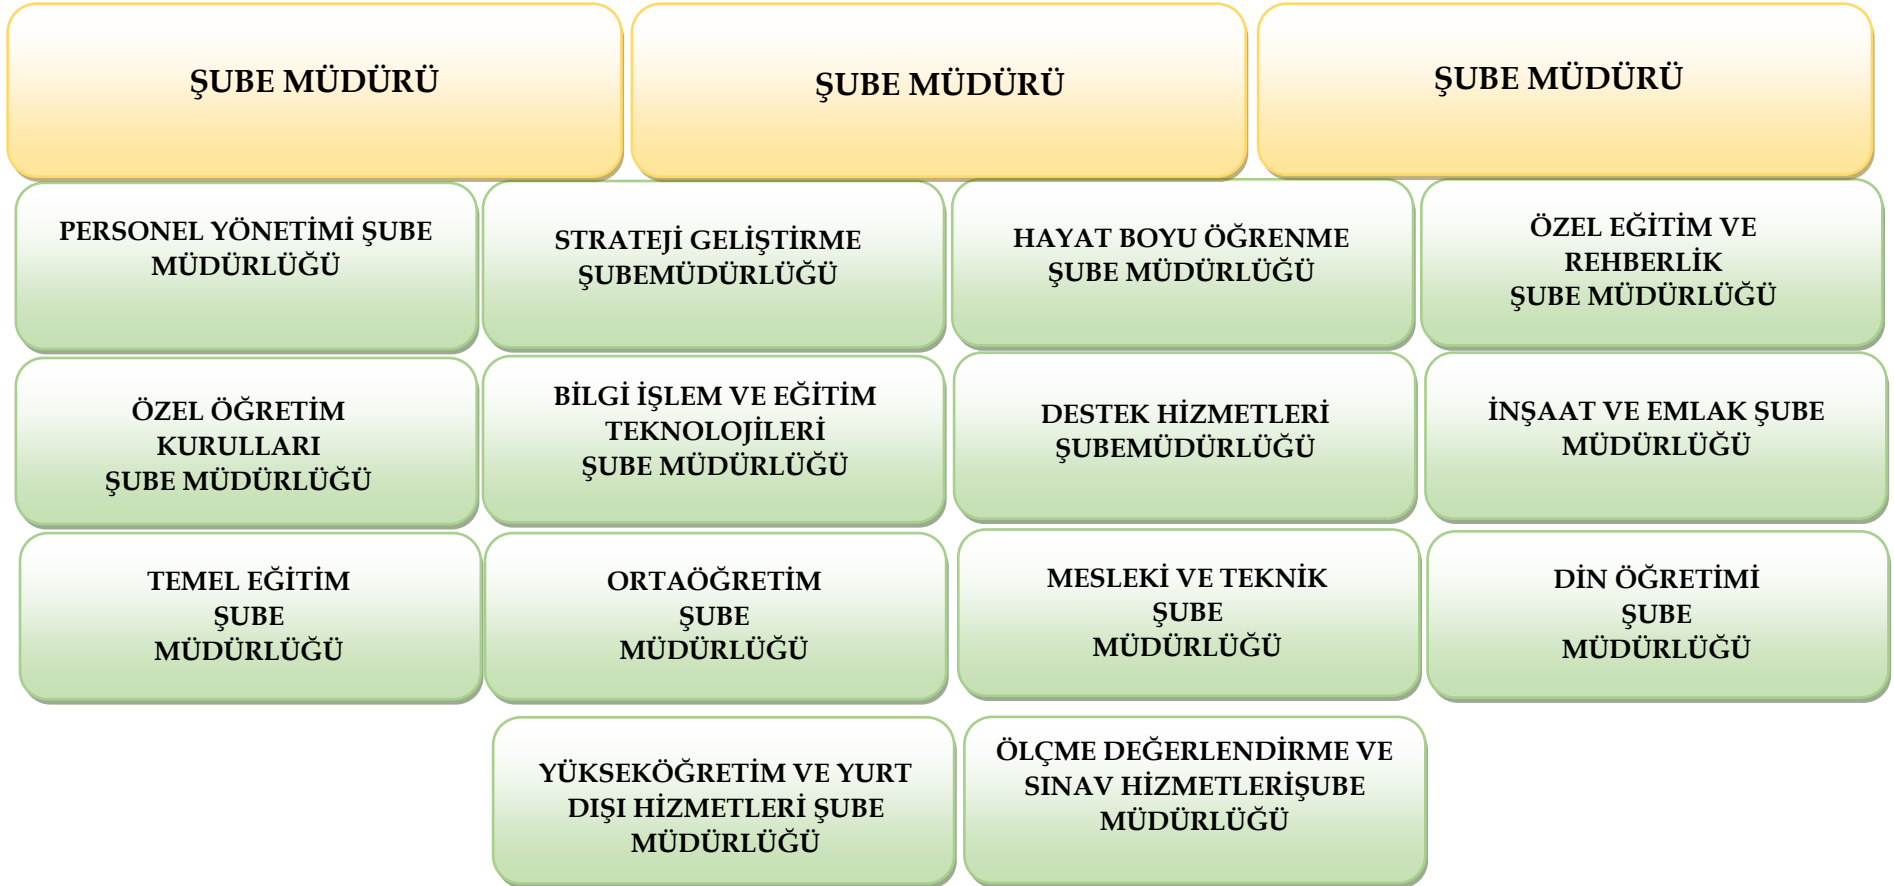 ŞUBE MÜDÜRÜ
ŞUBE MÜDÜRÜ
ŞUBE MÜDÜRÜ
PERSONEL YÖNETİMİ ŞUBE
MÜDÜRLÜĞÜ
STRATEJİ GELİŞTİRME
ŞUBEMÜDÜRLÜĞÜ
HAYAT BOYU ÖĞRENME
ŞUBE MÜDÜRLÜĞÜ
ÖZEL EĞİTİM VE
REHBERLİK
ŞUBE MÜDÜRLÜĞÜ
ÖZEL ÖĞRETİM
KURULLARI
ŞUBE MÜDÜRLÜĞÜ
BİLGİ İŞLEM VE EĞİTİM
TEKNOLOJİLERİ
ŞUBE MÜDÜRLÜĞÜ
DESTEK HİZMETLERİ
ŞUBEMÜDÜRLÜĞÜ
İNŞAAT VE EMLAK ŞUBE
MÜDÜRLÜĞÜ
TEMEL EĞİTİM
ŞUBE
MÜDÜRLÜĞÜ
ORTAÖĞRETİM
ŞUBE
MÜDÜRLÜĞÜ
MESLEKİ VE TEKNİK
ŞUBE
MÜDÜRLÜĞÜ
DİN ÖĞRETİMİ
ŞUBE
MÜDÜRLÜĞÜ
YÜKSEKÖĞRETİM VE YURT
DIŞI HİZMETLERİ ŞUBE
MÜDÜRLÜĞÜ
ÖLÇME DEĞERLENDİRME VE
SINAV HİZMETLERİŞUBE
MÜDÜRLÜĞÜ